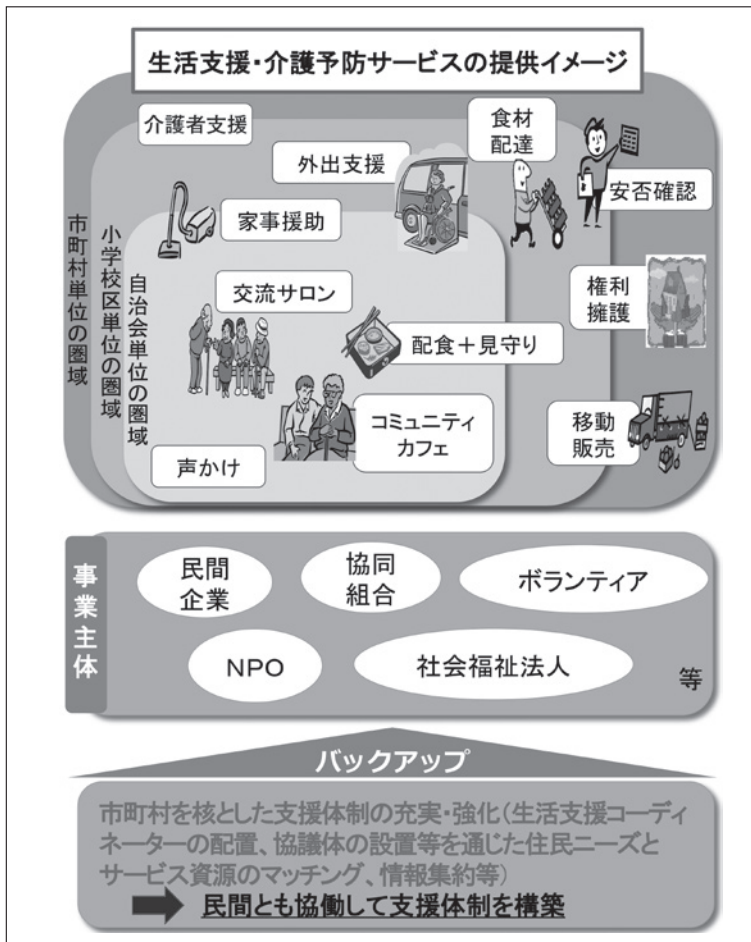 生活支援・介護予防サービスの提供イメージ
介護者支援
食材
配達
外出支援
安否確認
家事援助
市町村単位の圏域
小学校区単位の圏域
自治会単位の圏域
交流サロン
権利
擁護
配食＋見守り
コミュニティ
カフェ
移動
販売
声かけ
事業主体
民間
企業
協同
組合
ボランティア
NPO
社会福祉法人
等
バックアップ
市町村を核とした支援体制の充実・強化（生活支援コーディ
ネーターの配置、協議体の設置等を通じた住民ニーズと
サービス資源のマッチング、情報集約等）
民間とも協働して支援体制を構築